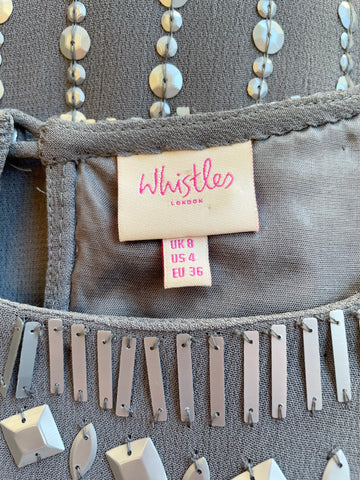 Whistles
LONDON
UK 8
US 4
EU 36